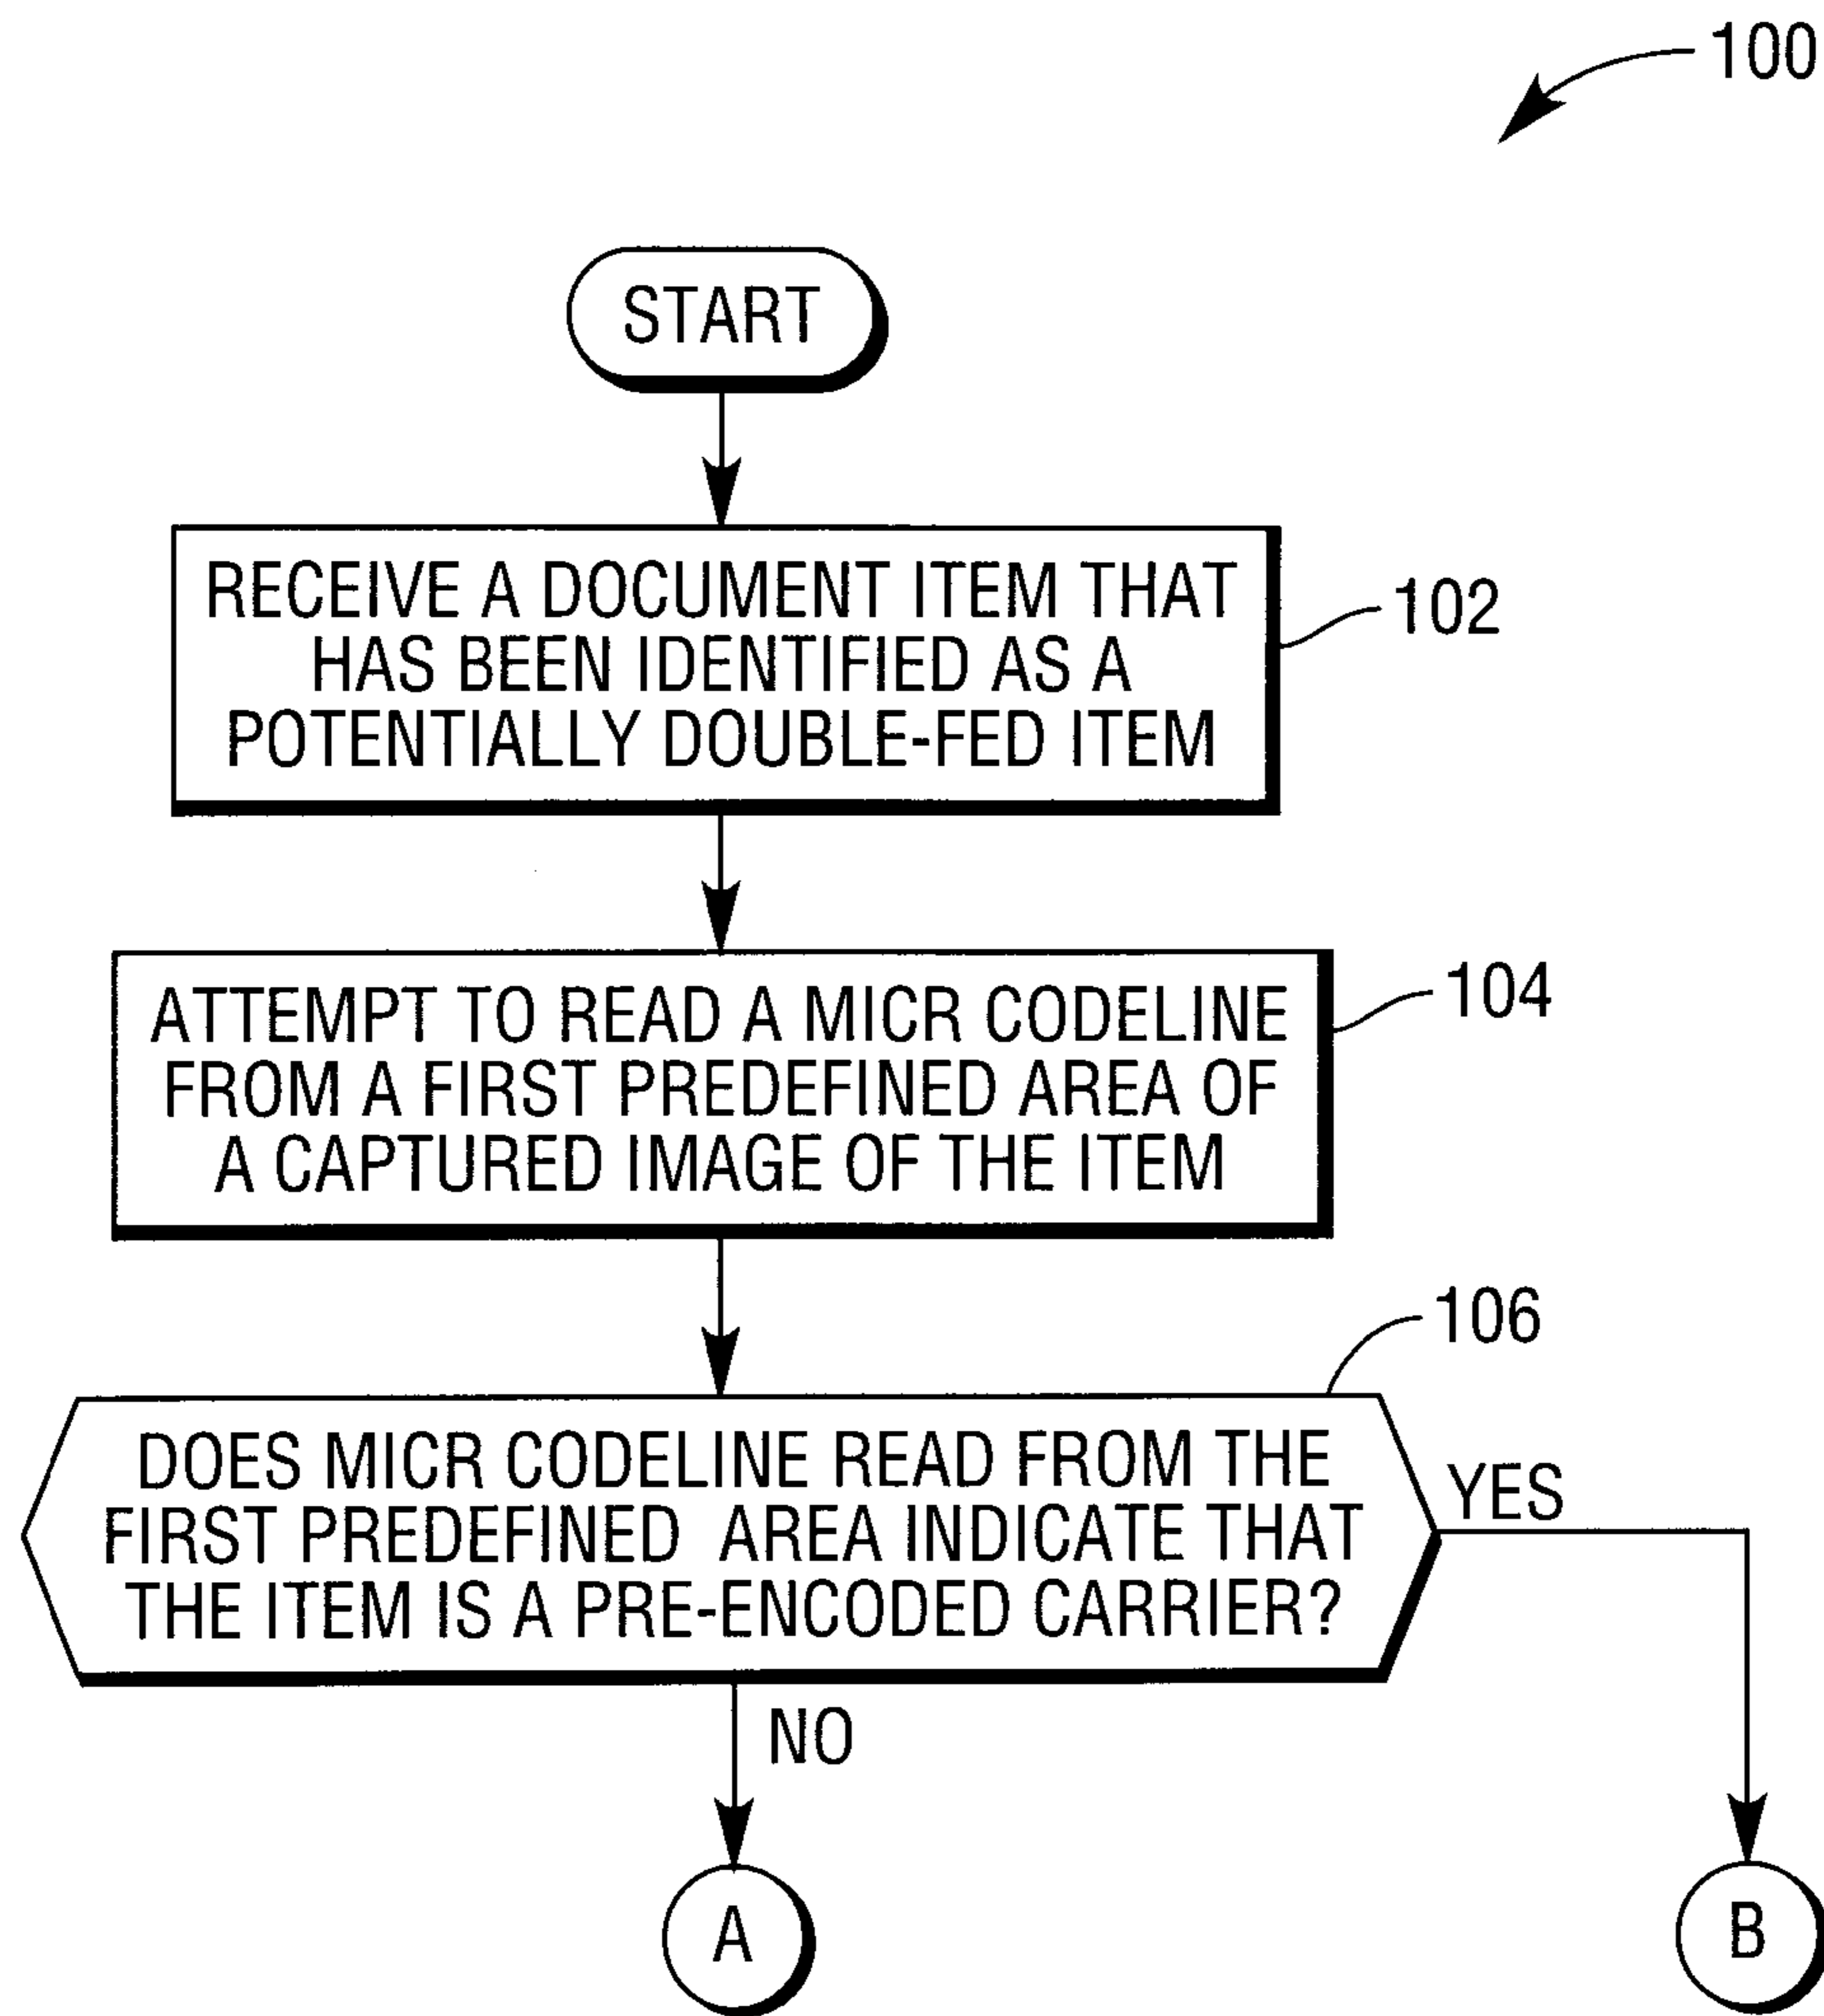 100
START
RECEIVE A DOCUMENT ITEM THAT
HAS BEEN IDENTIFIED AS A
POTENTIALLY DOUBLE-FED ITEM
102
ATTEMPT TO READ A MICR CODELINE
FROM A FIRST PREDEFINED AREA OF
A CAPTURED IMAGE OF THE ITEM
104
106
DOES MICR CODELINE READ FROM THE
FIRST PREDEFINED AREA INDICATE THAT
THE ITEM IS A PRE-ENCODED CARRIER?
YES
NO
A
B